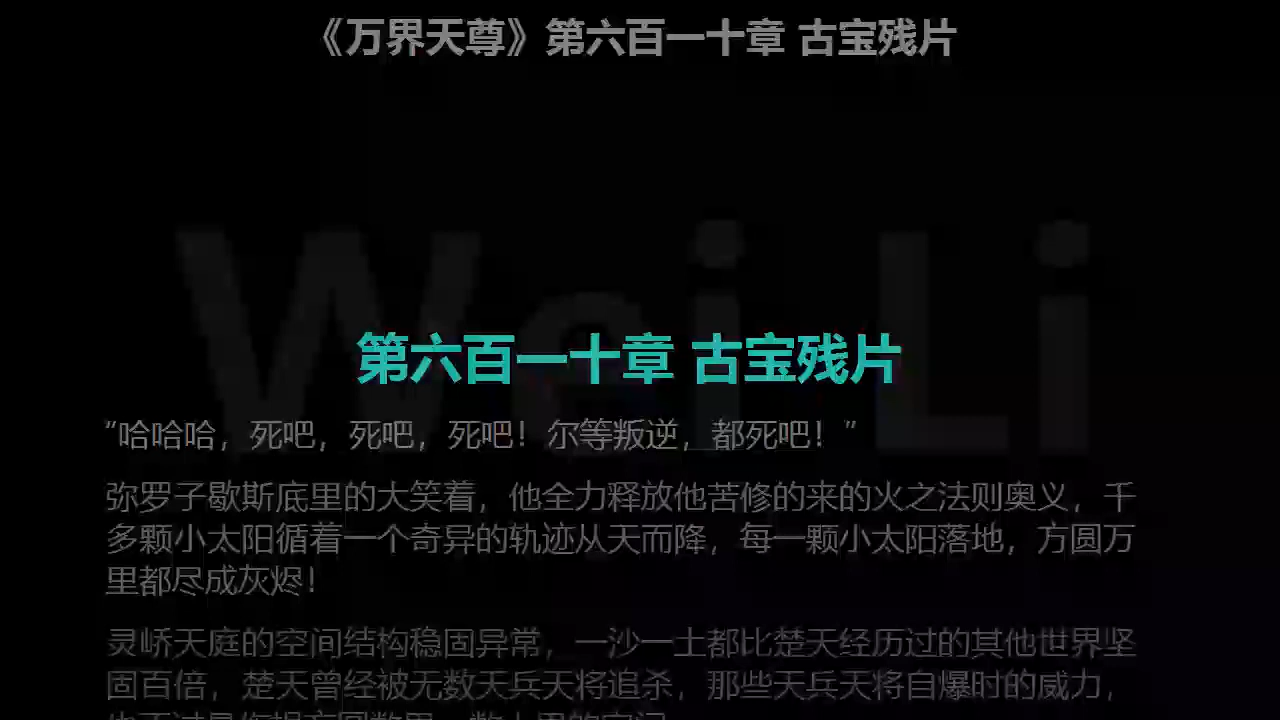 《万界天尊》第六百一十章 古宝残片
Wei Li
第六百一十章 古宝残片
“哈哈哈，死吧，死吧，死吧！尔等叛逆，都死吧！”
弥罗子歇斯底里的大笑着，他全力释放他苦修的来的火之法则奥义，千
多颗小太阳循着一个奇异的轨迹从天而降，每一颗小太阳落地，方圆万
里都尽成灰烬！
灵峤天庭的空间结构稳固异常，一沙一土都比楚天经历过的其他世界坚
固百倍，楚天曾经被无数天兵天将追杀，那些天兵天将自爆时的威力，